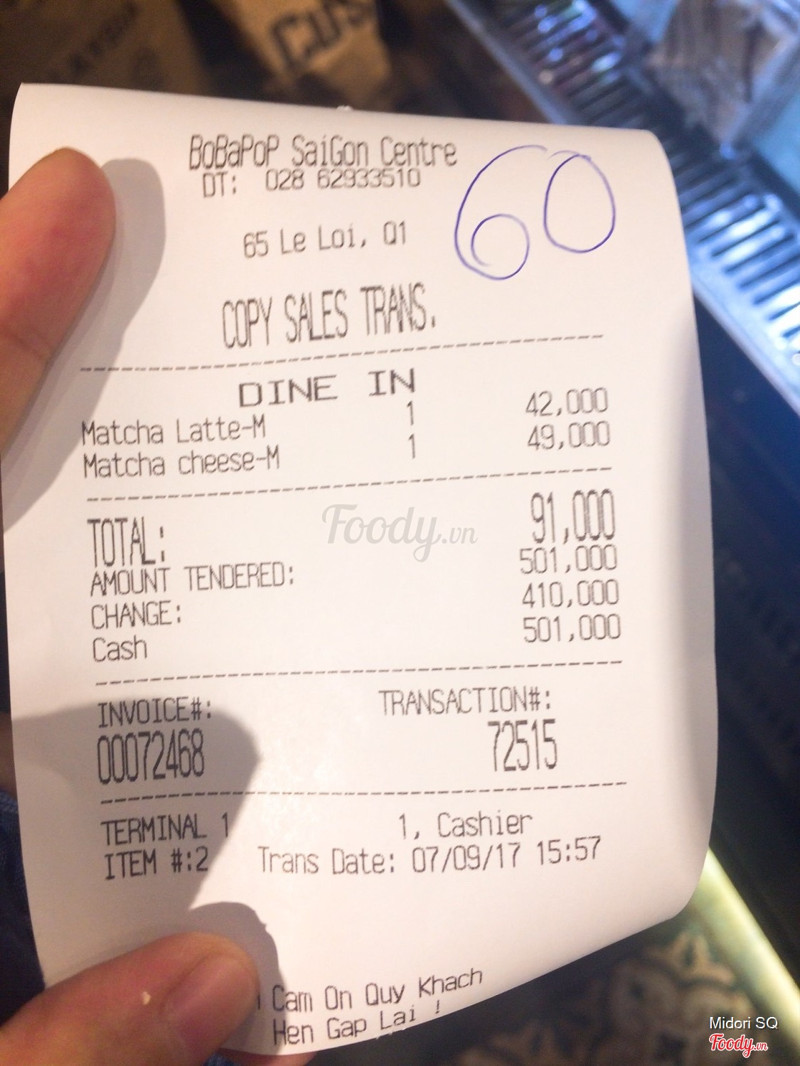 BoBaPoP SaiGon Centre
DT: 028 62933510
60
65 Le Loi, Q1
COPY SALES TRANS.
DINE IN
Matcha Latte-M 1 42,000
Matcha cheese-M 1 49,000
Foody.vn
TOTAL: 91,000
AMOUNT TENDERED: 501,000
CHANGE: 410,000
Cash 501,000
INVOICE#: TRANSACTION#:
00072468 72515
TERMINAL 1 1, Cashier
ITEM #:2 Trans Date: 07/09/17 15:57
Cam On Quy Khach
Hen Gap Lai !
Midori SQ
Foody.vn